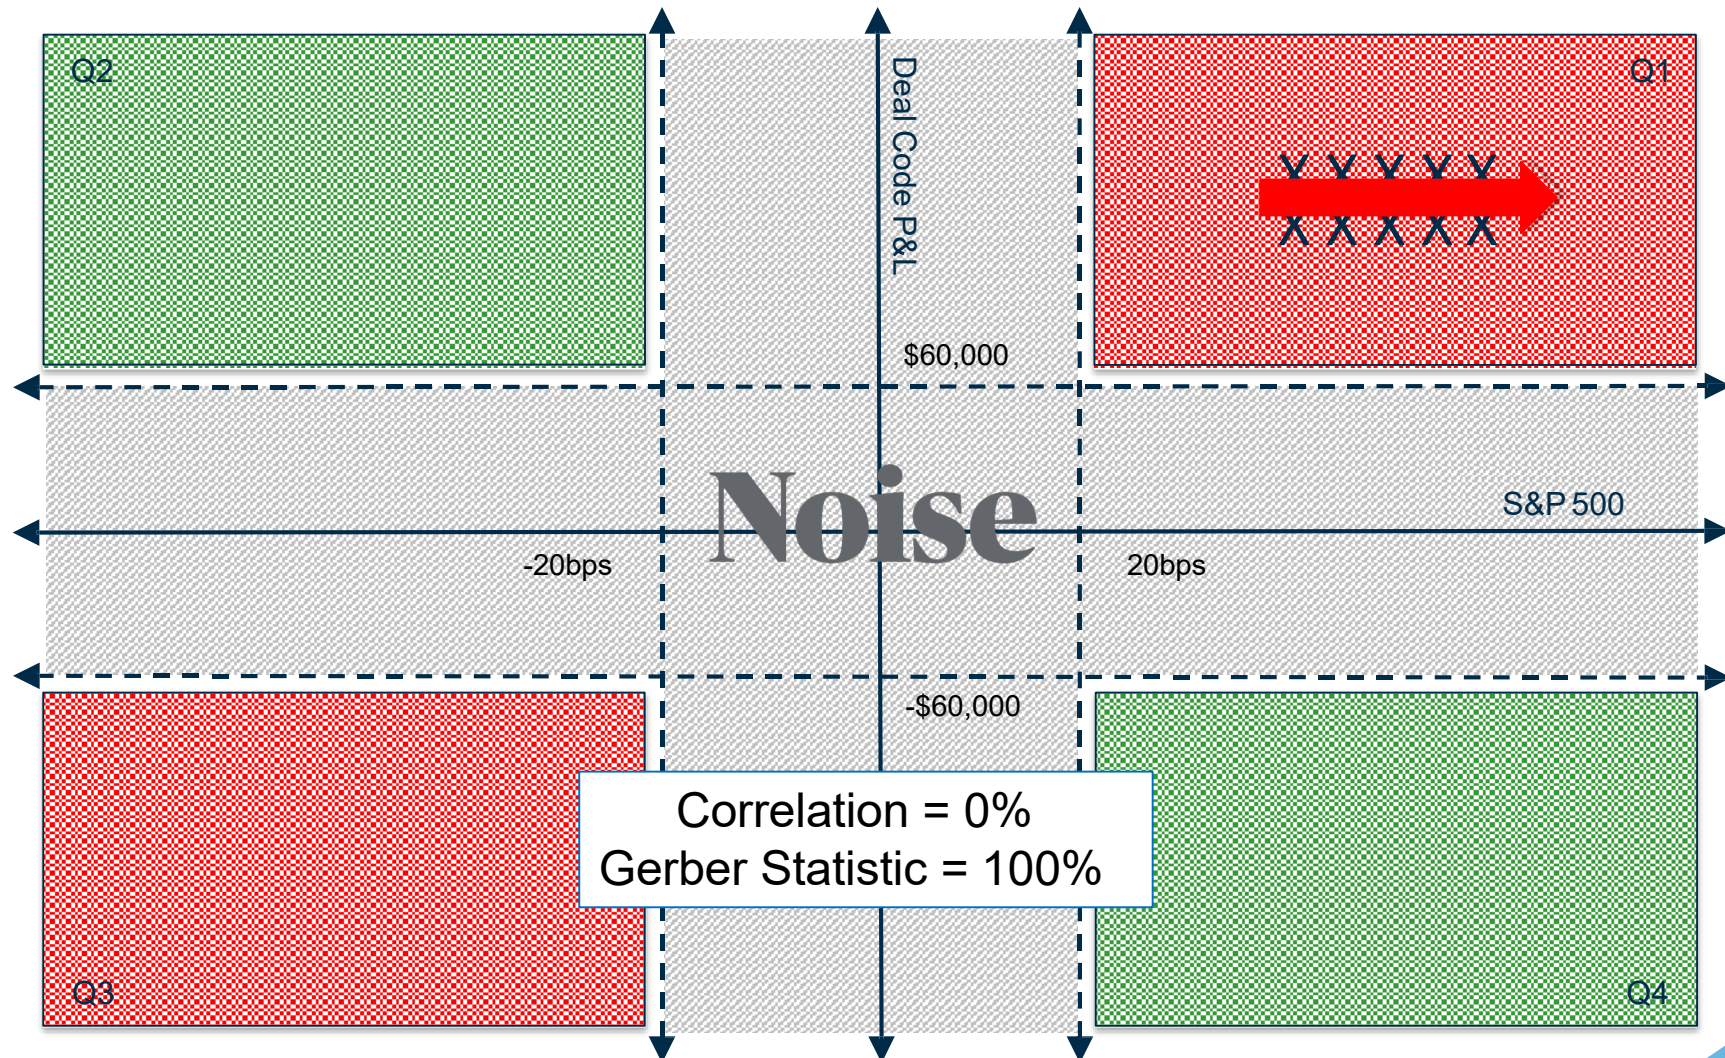 Q2
Q1
Deal Code P&L
X X X X X
X X X X X
$60,000
Noise
S&P 500
-20bps
20bps
-$60,000
Correlation = 0%
Gerber Statistic = 100%
Q3
Q4